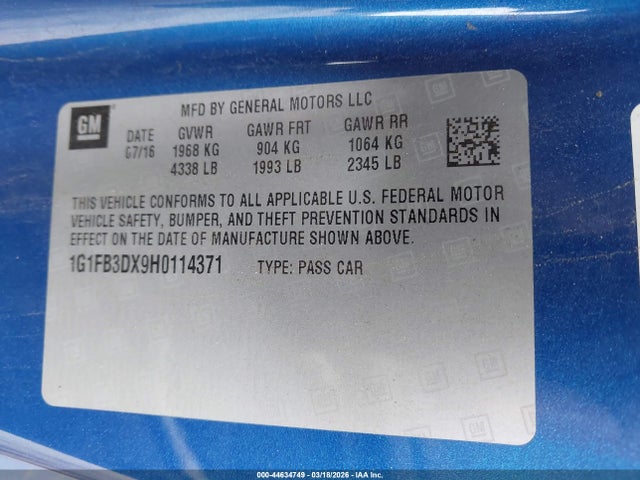 GM
MFD BY GENERAL MOTORS LLC
DATE GVWR GAWR FRT GAWR RR
07/16 1968 KG 904 KG 1064 KG
4338 LB 1993 LB 2345 LB
THIS VEHICLE CONFORMS TO ALL APPLICABLE U.S. FEDERAL MOTOR
VEHICLE SAFETY, BUMPER, AND THEFT PREVENTION STANDARDS IN
EFFECT ON THE DATE OF MANUFACTURE SHOWN ABOVE.
1G1FB3DX9H0114371 TYPE: PASS CAR
000-44634749 | 03/18/2026 | IAA Inc.